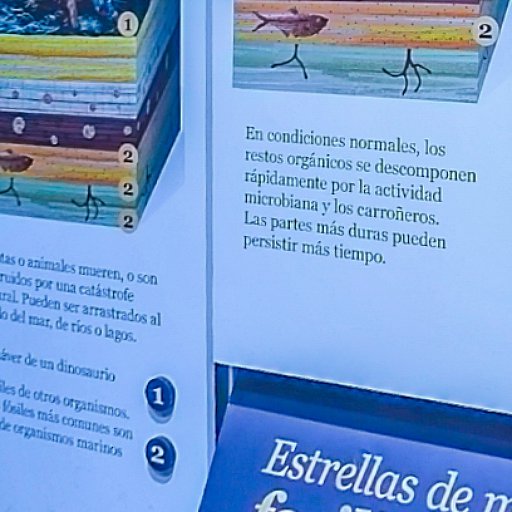 1
2
2
2
2
En condiciones normales, los
restos orgánicos se descomponen
rápidamente por la actividad
microbiana y los carroñeros.
Las partes más duras pueden
persistir más tiempo.
tas o animales mueren, o son
ruidos por una catástrofe
ral. Pueden ser arrastrados al
o del mar, de ríos o lagos.
áver de un dinosaurio
1
iles de otros organismos.
fósiles más comunes son
de organismos marinos
2
Estrellas de m